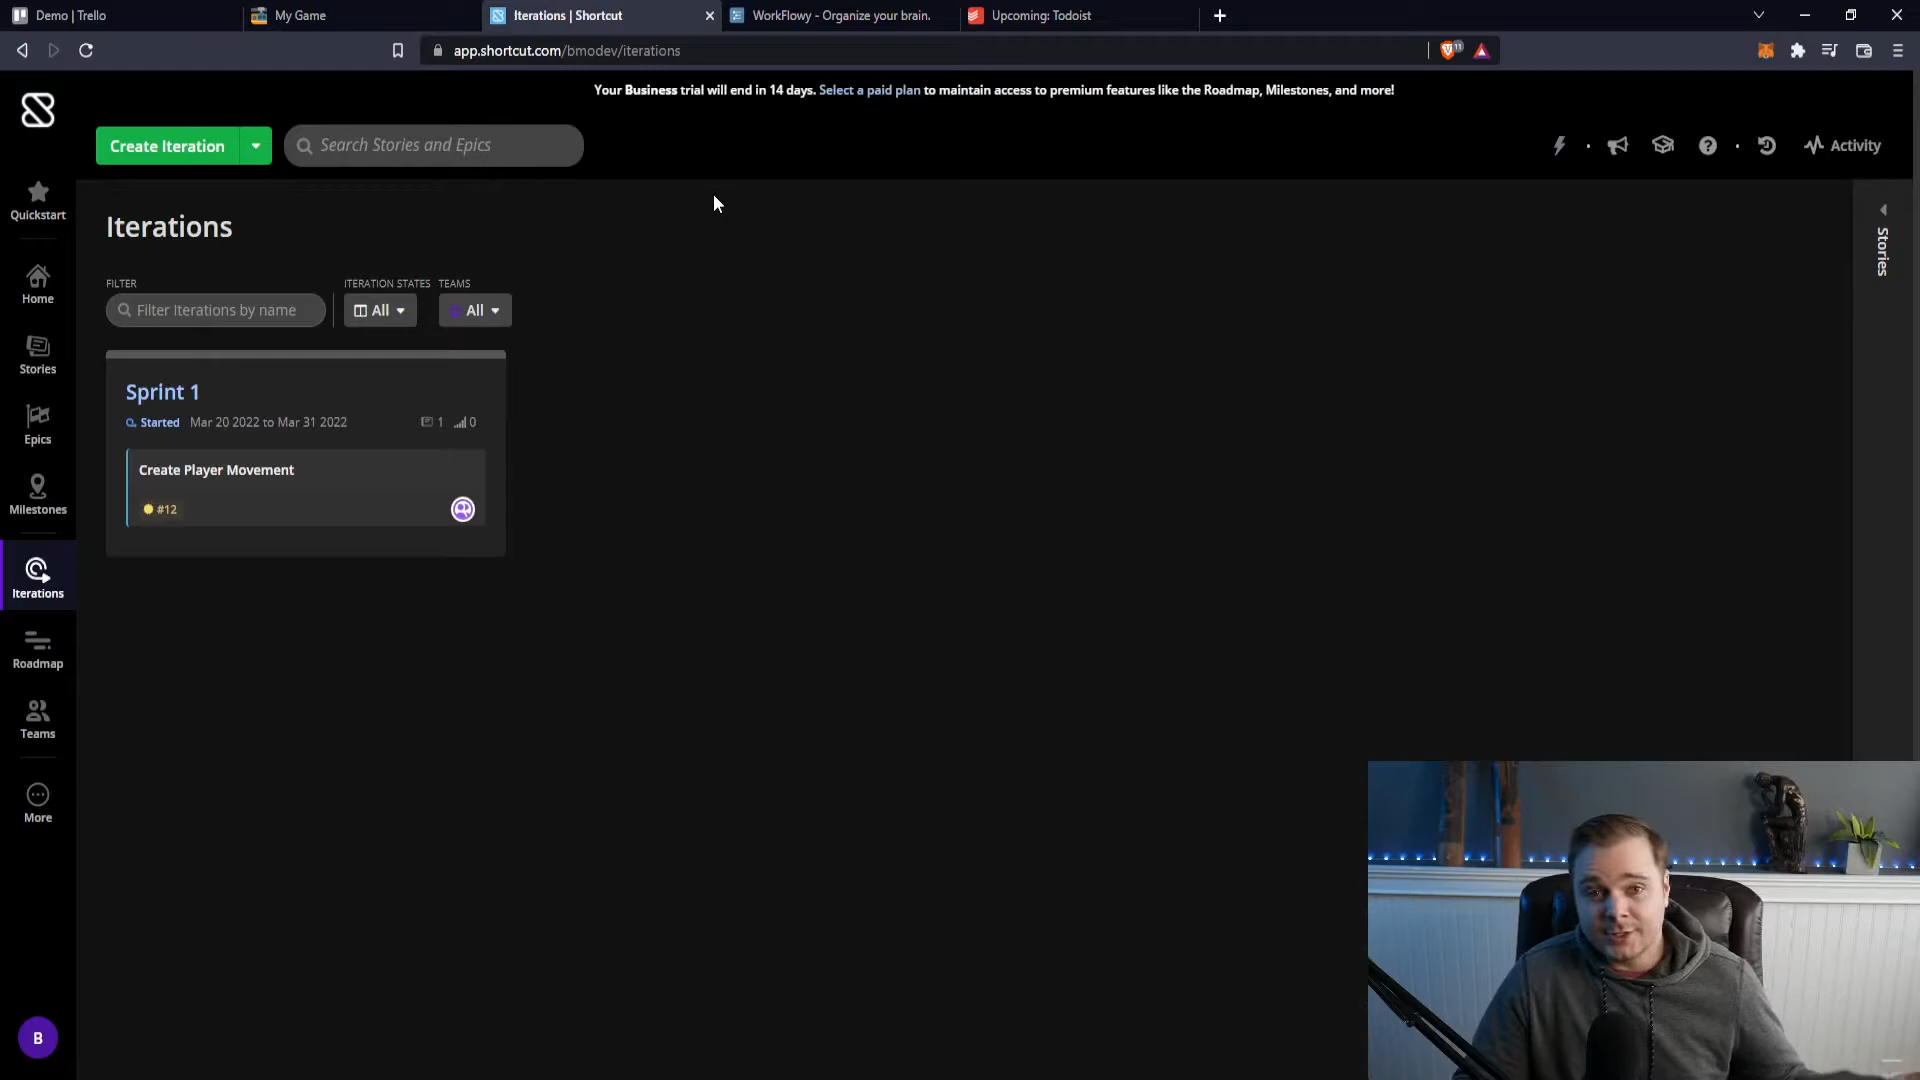 Demo | Trello
My Game
Iterations | Shortcut
WorkFlowy - Organize your brain.
Upcoming: Todoist
app.shortcut.com/bmodev/iterations
11
Your Business trial will end in 14 days. Select a paid plan to maintain access to premium features like the Roadmap, Milestones, and more!
Create Iteration
Search Stories and Epics
Activity
Quickstart
Home
Stories
Epics
Milestones
Iterations
Roadmap
Teams
More
B
Iterations
FILTER
ITERATION STATES
TEAMS
Filter Iterations by name
All
All
Sprint 1
Started Mar 20 2022 to Mar 31 2022 1 0
Create Player Movement
#12
Stories